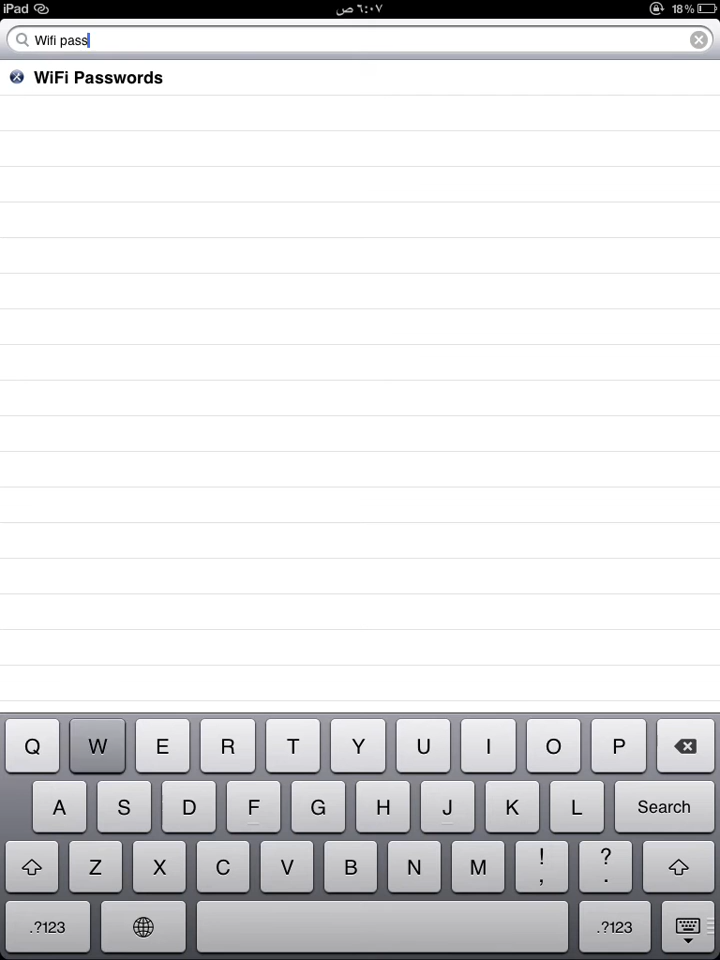 iPad ٦:٠٧ ص 18%
Wifi pass
WiFi Passwords
Q W E R T Y U I O P
A S D F G H J K L Search
Z X C V B N M ! , ? .
.?123 .?123